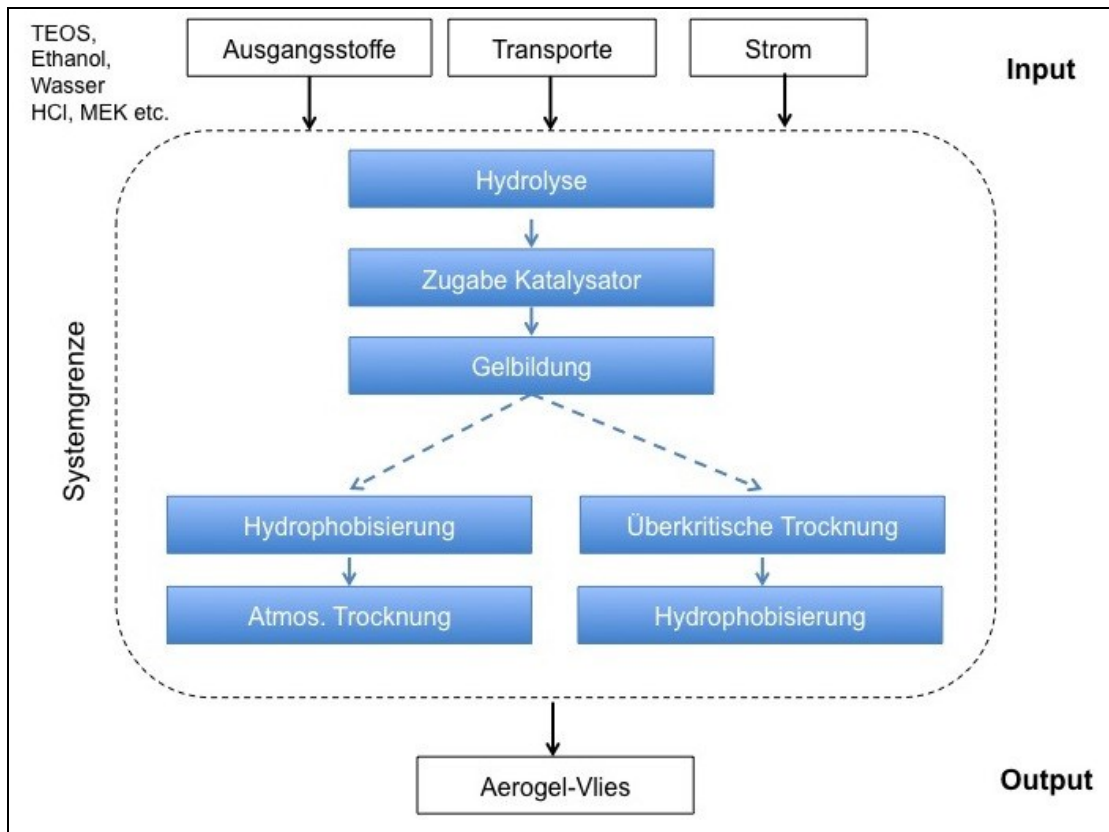 TEOS,
Ethanol,
Wasser
HCl, MEK etc.
Ausgangsstoffe
Transporte
Strom
Input
Hydrolyse
Zugabe Katalysator
Gelbildung
Systemgrenze
Hydrophobisierung
Überkritische Trocknung
Atmos. Trocknung
Hydrophobisierung
Aerogel-Vlies
Output